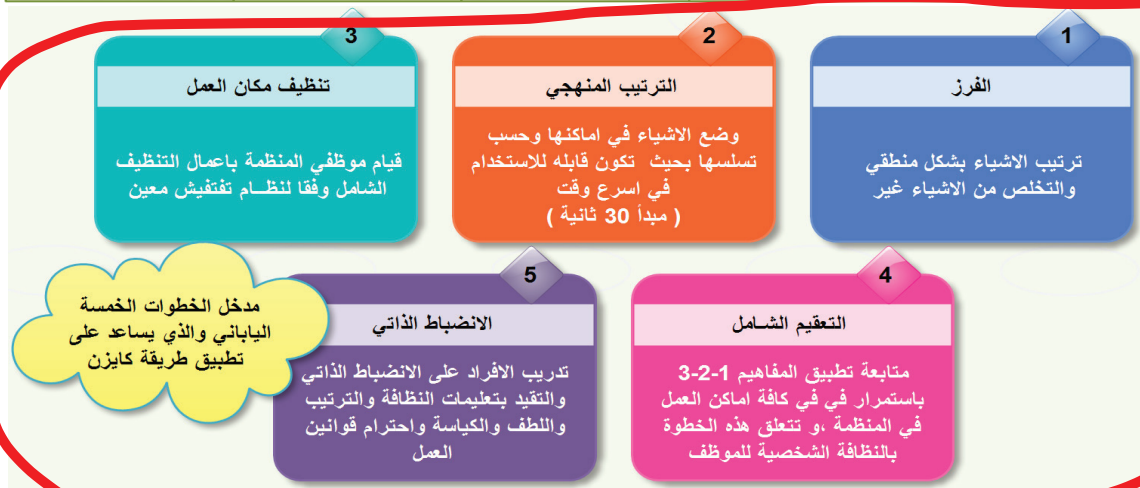 1
الفرز
ترتيب الاشياء بشكل منطقي
والتخلص من الاشياء غير
2
الترتيب المنهجي
وضع الاشياء في اماكنها وحسب
تسلسها بحيث تكون قابله للاستخدام
في اسرع وقت
( مبدأ 30 ثانية )
3
تنظيف مكان العمل
قيام موظفي المنظمة باعمال التنظيف
الشامل وفقا لنظـــام تفتفيش معين
4
التعقيم الشـامل
متابعة تطبيق المفاهيم 1-2-3
باستمرار في في كافة اماكن العمل
في المنظمة ،و تتعلق هذه الخطوة
بالنظافة الشخصية للموظف
5
الانضباط الذاتي
تدريب الافراد على الانضباط الذاتي
والتقيد بتعليمات النظافة والترتيب
واللطف والكياسة واحترام قوانين
العمل
مدخل الخطوات الخمسة
الياباني والذي يساعد على
تطبيق طريقة كايزن